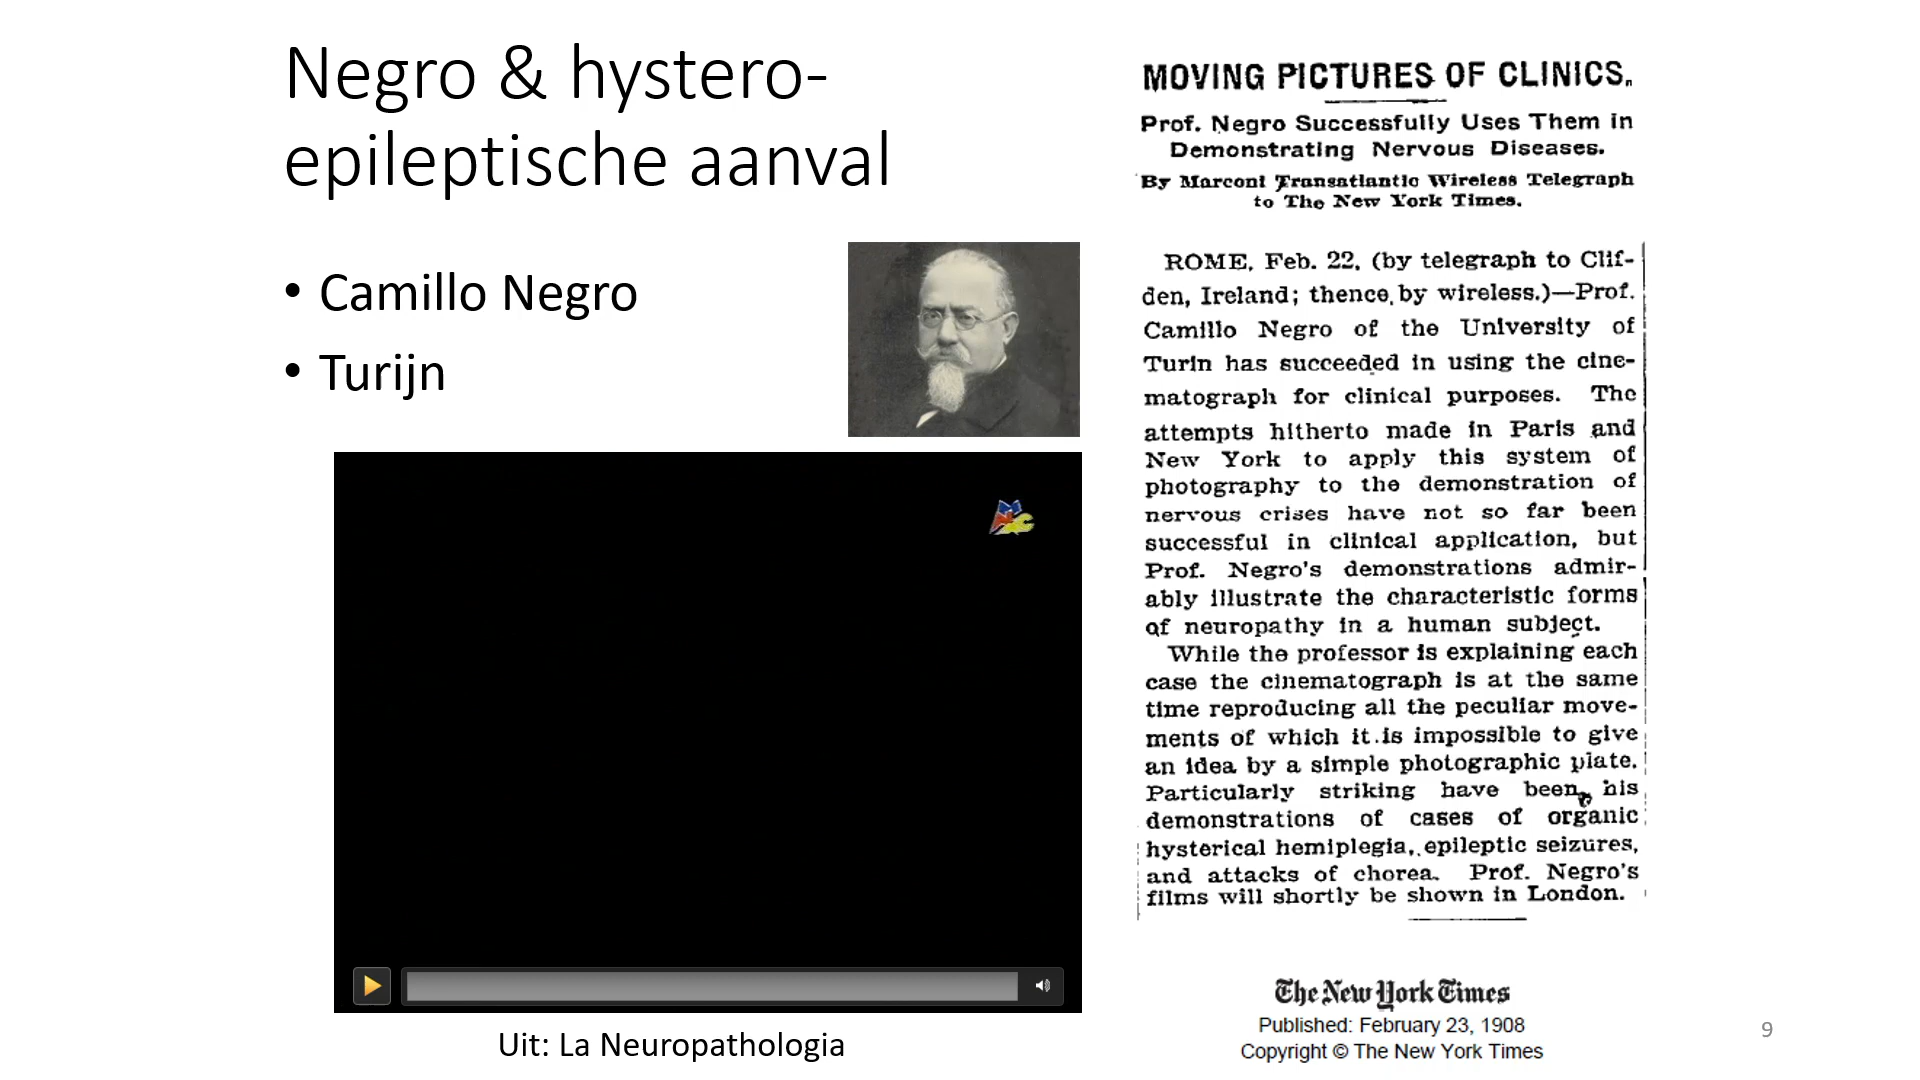 Negro & hystero-
epileptische aanval
• Camillo Negro
• Turijn
Uit: La Neuropathologia
MOVING PICTURES OF CLINICS.
Prof. Negro Successfully Uses Them in
Demonstrating Nervous Diseases.
By Marconi Transatlantic Wireless Telegraph
to The New York Times.
ROME, Feb. 22, (by telegraph to Clif-
den, Ireland; thence by wireless.)—Prof.
Camillo Negro of the University of
Turin has succeeded in using the cine-
matograph for clinical purposes. The
attempts hitherto made in Paris and
New York to apply this system of
photography to the demonstration of
nervous crises have not so far been
successful in clinical application, but
Prof. Negro's demonstrations admir-
ably illustrate the characteristic forms
of neuropathy in a human subject.
While the professor is explaining each
case the cinematograph is at the same
time reproducing all the peculiar move-
ments of which it is impossible to give
an idea by a simple photographic plate.
Particularly striking have been his
demonstrations of cases of organic
hysterical hemiplegia, epileptic seizures,
and attacks of chorea. Prof. Negro's
films will shortly be shown in London.
The New York Times
Published: February 23, 1908
Copyright © The New York Times
9